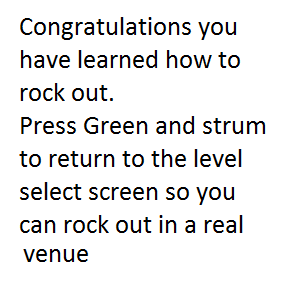 Congratulations you
have learned how to
rock out.
Press Green and strum
to return to the level
select screen so you
can rock out in a real
venue